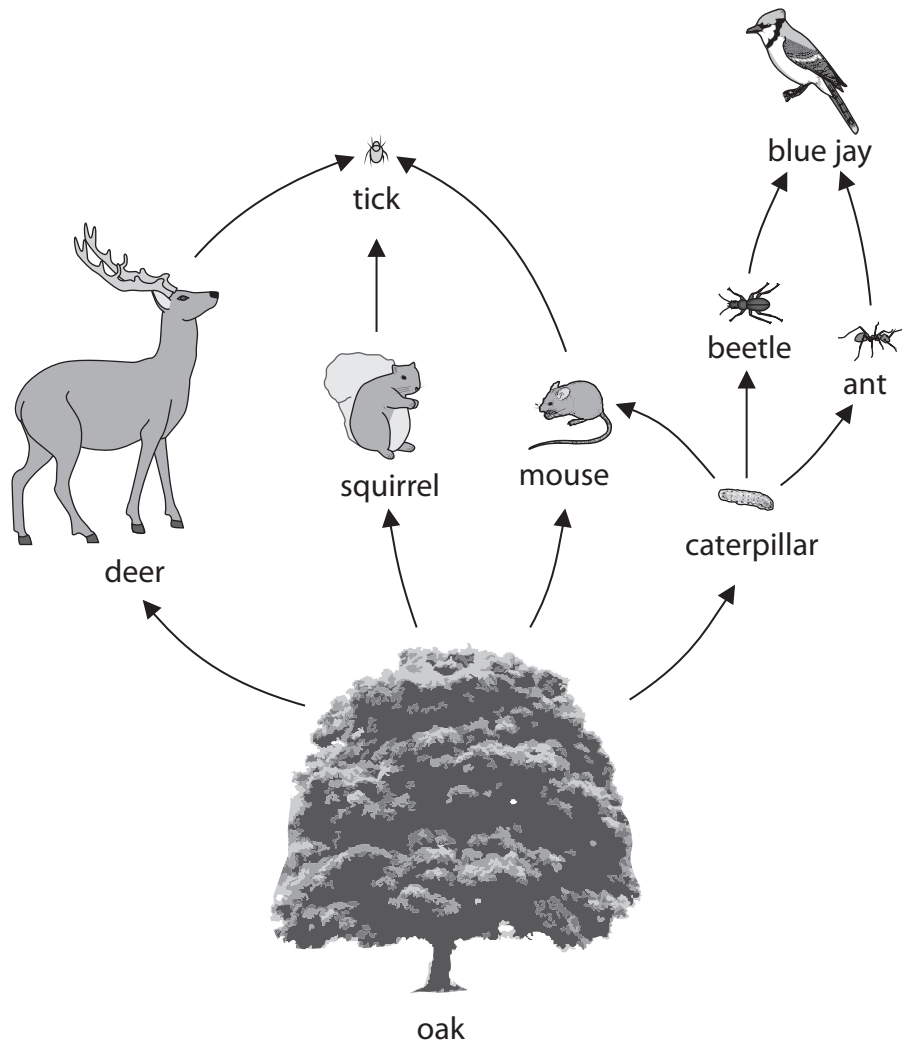 blue jay
tick
beetle
ant
squirrel
mouse
caterpillar
deer
oak